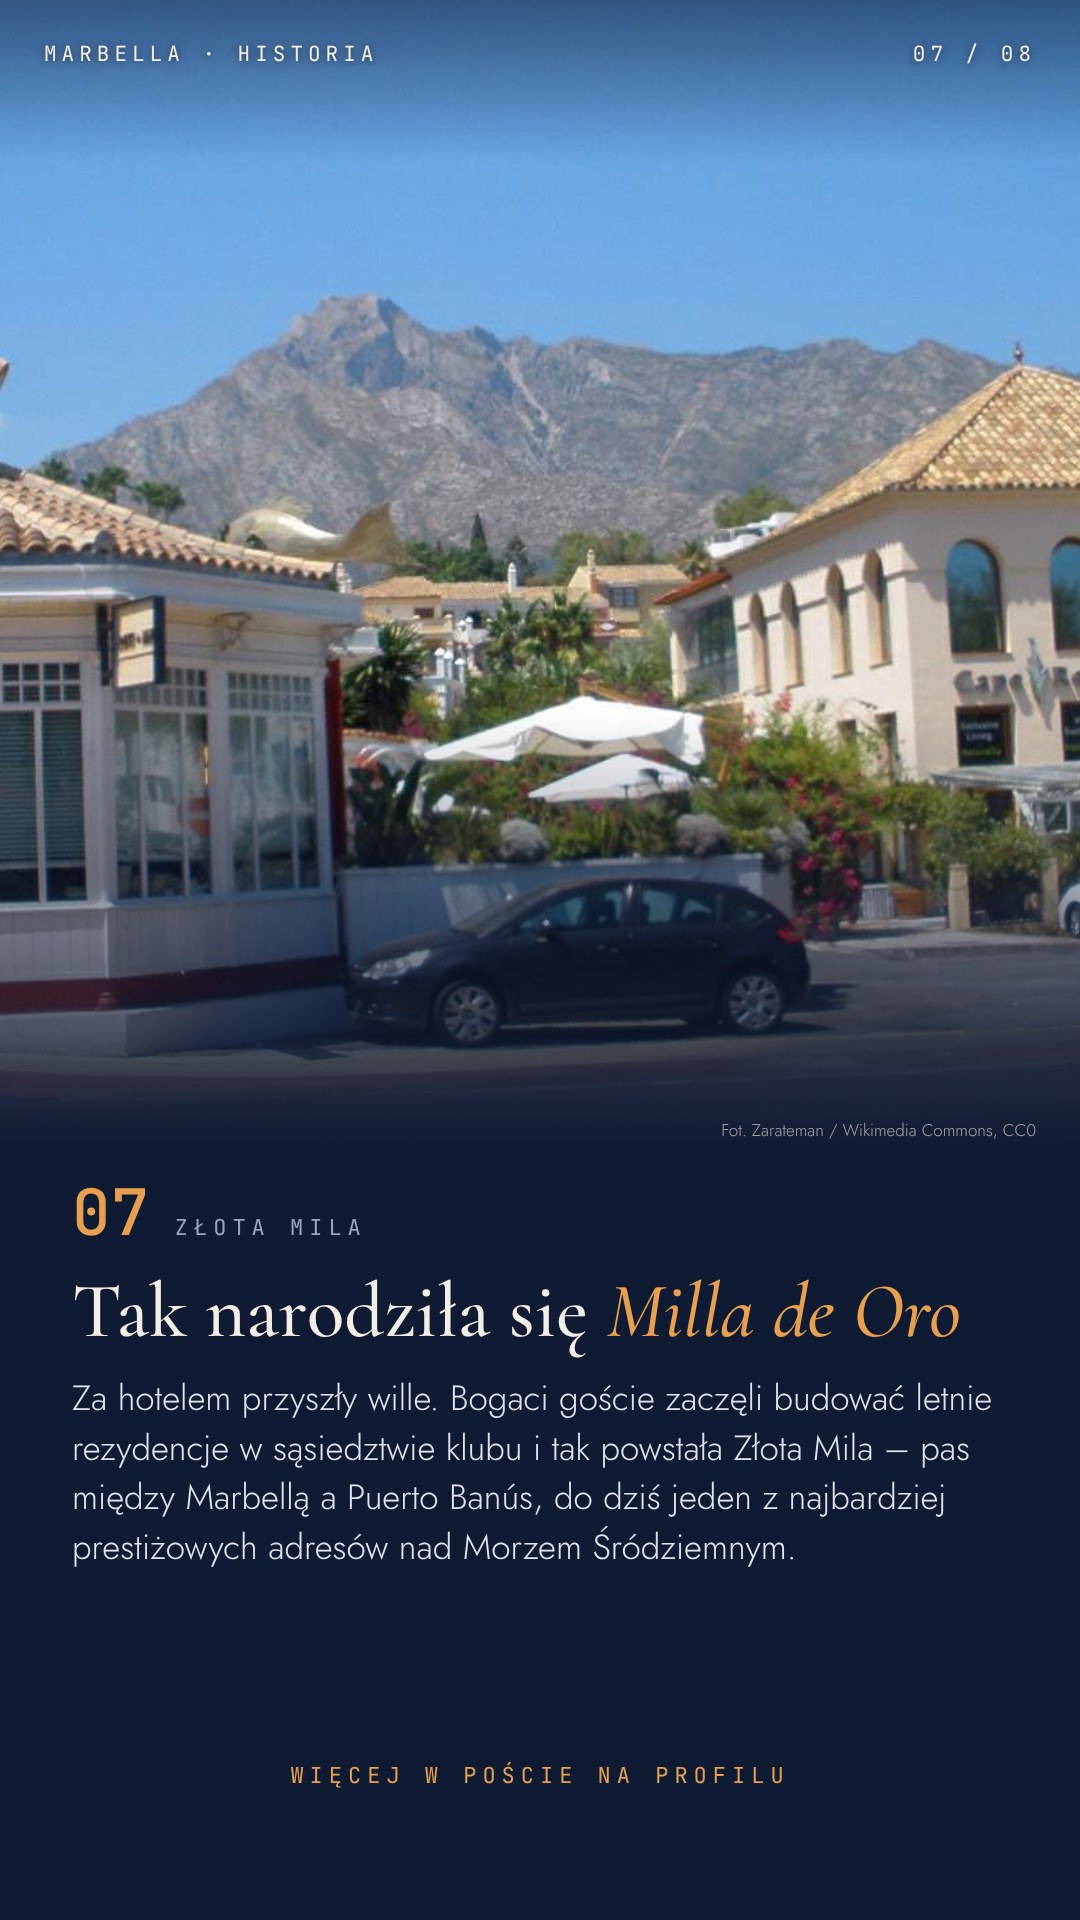 MARBELLA · HISTORIA
07 / 08
Exclusive
Living
Fot. Zarateman / Wikimedia Commons, CC0
07 ZŁOTA MILA
Tak narodziła się Milla de Oro
Za hotelem przyszły wille. Bogaci goście zaczęli budować letnie
rezydencje w sąsiedztwie klubu i tak powstała Złota Mila – pas
między Marbellą a Puerto Banús, do dziś jeden z najbardziej
prestiżowych adresów nad Morzem Śródziemnym.
WIĘCEJ W POŚCIE NA PROFILU